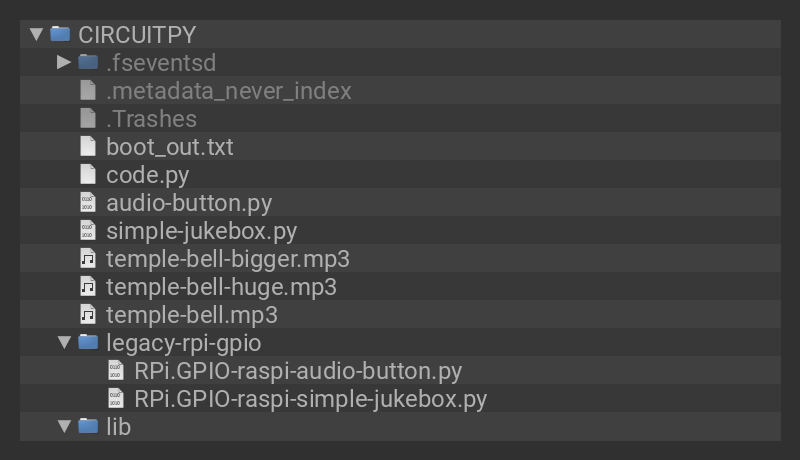 CIRCUITPY
.fseventsd
.metadata_never_index
.Trashes
boot_out.txt
code.py
audio-button.py
simple-jukebox.py
temple-bell-bigger.mp3
temple-bell-huge.mp3
temple-bell.mp3
legacy-rpi-gpio
RPi.GPIO-raspi-audio-button.py
RPi.GPIO-raspi-simple-jukebox.py
lib